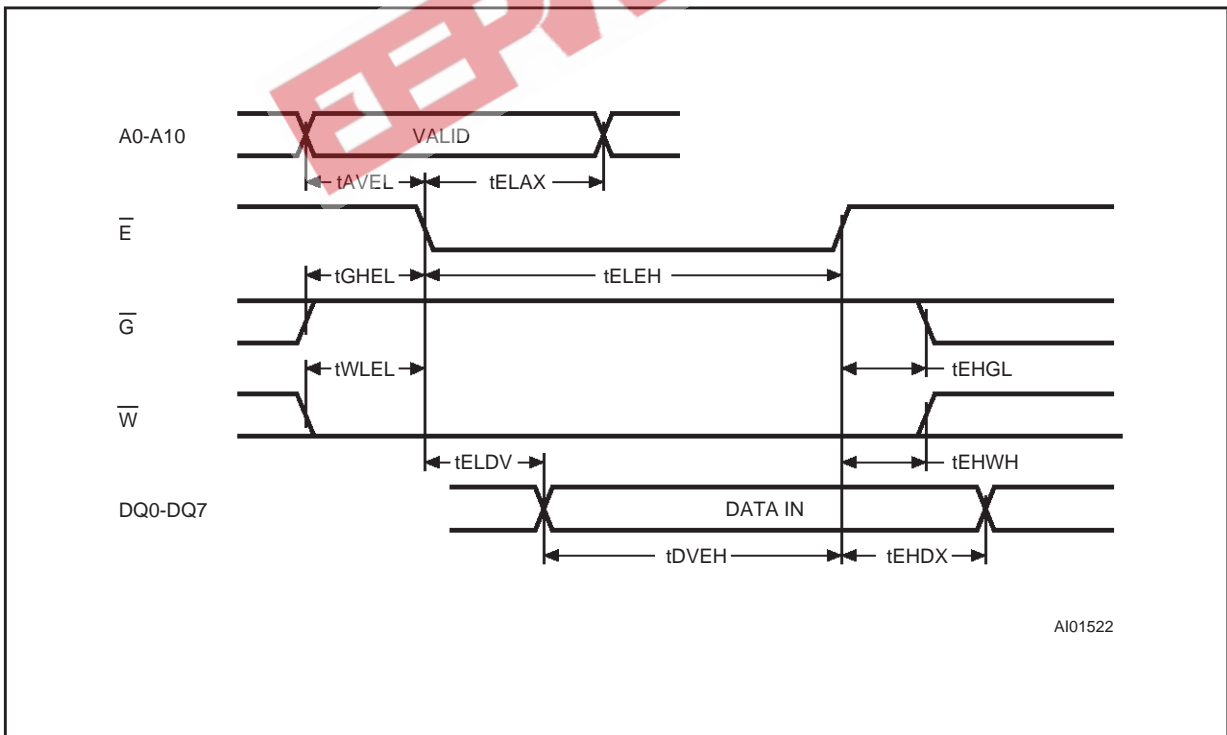 A0-A10
VALID
tAVEL
tELAX
E
tGHEL
tELEH
G
tWLEL
tEHGL
W
tELDV
tEHWH
DQ0-DQ7
DATA IN
tDVEH
tEHDX
AI01522